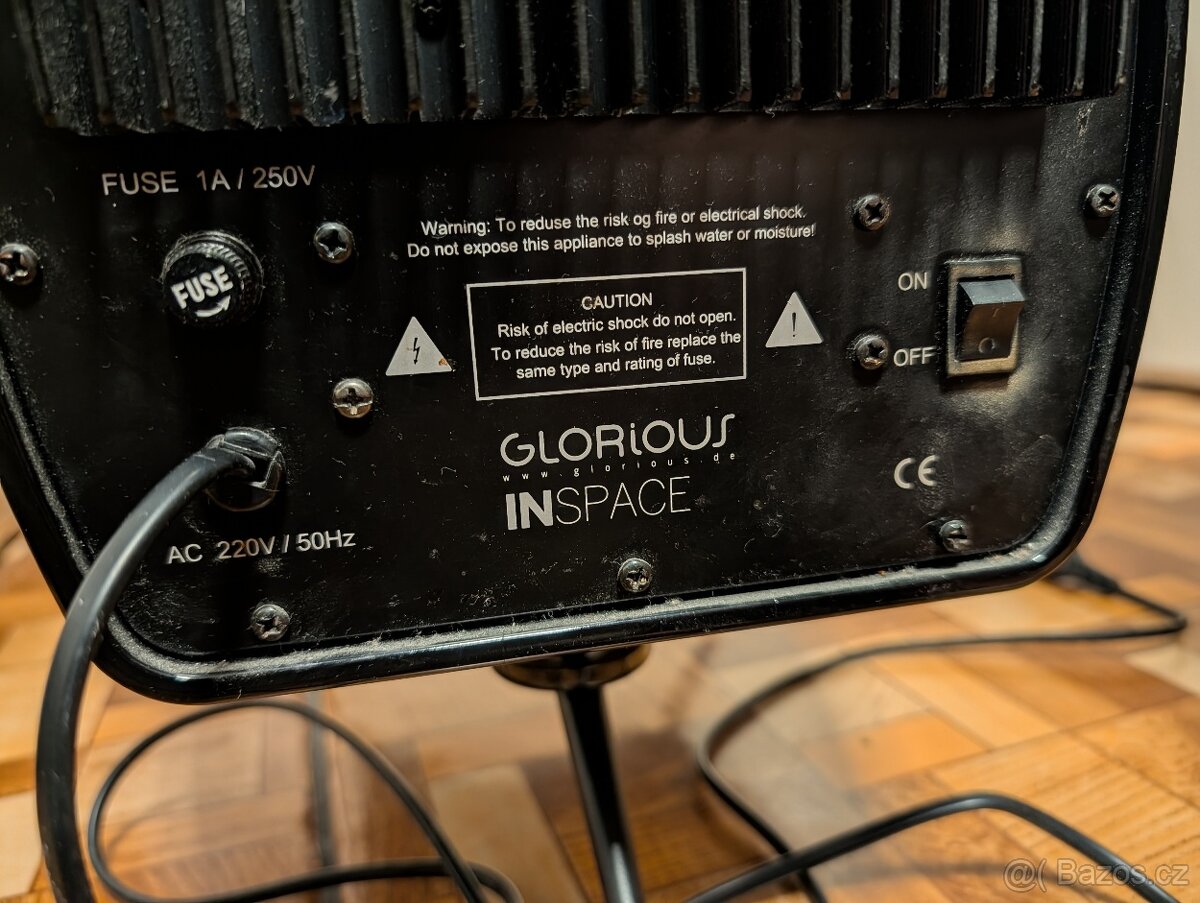 FUSE 1A / 250V
FUSE
Warning: To reduse the risk og fire or electrical shock.
Do not expose this appliance to splash water or moisture!
CAUTION
Risk of electric shock do not open.
To reduce the risk of fire replace the
same type and rating of fuse.
!
ON
OFF
O
GLORiOUS
www.glorious.de
INSPACE
CE
AC 220V / 50Hz
@( Bazos.cz